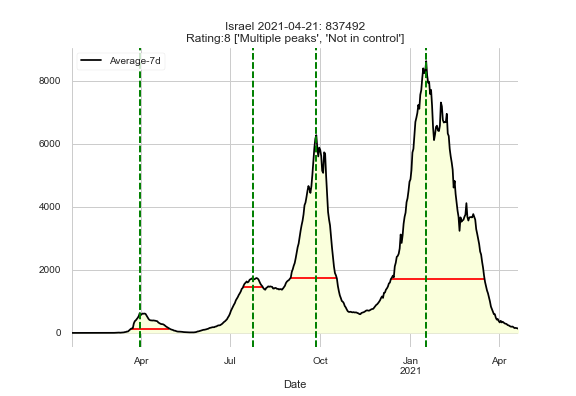 Israel 2021-04-21: 837492
Rating:8 ['Multiple peaks', 'Not in control']
Average-7d
8000
6000
4000
2000
0
Apr
Jul
Oct
Jan
2021
Apr
Date